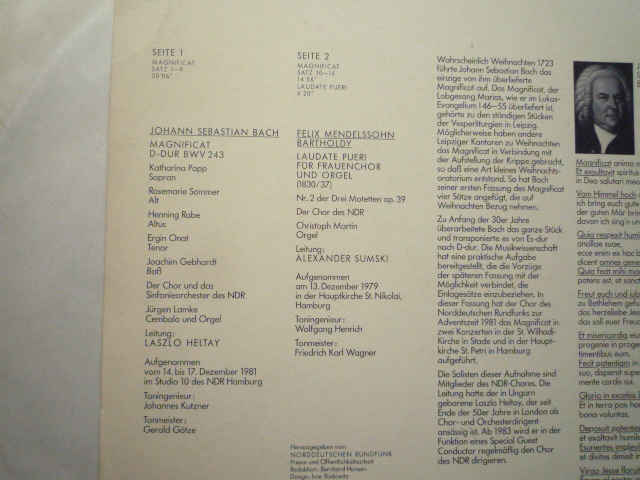 SEITE 1
MAGNIFICAT
SATZ 1–9
20'06"
JOHANN SEBASTIAN BACH
MAGNIFICAT
D-DUR BWV 243
Katharina Popp
Sopran
Rosemarie Sommer
Alt
Henning Rabe
Altus
Ergin Onat
Tenor
Joachim Gebhardt
Baß
Der Chor und das
Sinfonieorchester des NDR
Jürgen Lamke
Cembalo und Orgel
Leitung:
LASZLO HELTAY
Aufgenommen
vom 14. bis 17. Dezember 1981
im Studio 10 des NDR Hamburg
Toningenieur:
Johannes Kutzner
Tonmeister:
Gerald Götze
SEITE 2
MAGNIFICAT
SATZ 10–16
14'56"
LAUDATE PUERI
6'20"
FELIX MENDELSSOHN
BARTHOLDY
LAUDATE PUERI
FÜR FRAUENCHOR
UND ORGEL
(1830/37)
Nr. 2 der Drei Motetten op. 39
Der Chor des NDR
Christoph Martin
Orgel
Leitung:
ALEXANDER SUMSKI
Aufgenommen
am 13. Dezember 1979
in der Hauptkirche St. Nikolai,
Hamburg
Toningenieur:
Wolfgang Henrich
Tonmeister:
Friedrich Karl Wagner
Herausgegeben vom
NORDDEUTSCHEN RUNDFUNK
Presse und Öffentlichkeitsarbeit
Redaktion: Bernhard Hansen
Design: Ivar Radowitz
Wahrscheinlich Weihnachten 1723
führte Johann Sebastian Bach das
einzige von ihm überlieferte
Magnificat auf. Das Magnificat, der
Lobgesang Marias, wie er im Lukas-
Evangelium I 46–55 überliefert ist,
gehörte zu den ständigen Stücken
der Vesperliturgien in Leipzig.
Möglicherweise haben andere
Leipziger Kantoren zu Weihnachten
das Magnificat in Verbindung mit
der Aufstellung der Krippe gebracht,
so daß eine Art kleines Weihnachts-
oratorium entstand. So hat Bach
seiner ersten Fassung des Magnificat
vier Sätze angefügt, die auf
Weihnachten Bezug nehmen.
Zu Anfang der 30er Jahre
überarbeitete Bach das ganze Stück
und transponierte es von Es-dur
nach D-dur. Die Musikwissenschaft
hat eine praktische Aufgabe
bereitgestellt, die die Vorzüge
der späteren Fassung mit der
Möglichkeit verbindet, die
Einlagesätze einzubeziehen. In
dieser Fassung hat der Chor des
Norddeutschen Rundfunks zur
Adventszeit 1981 das Magnificat in
zwei Konzerten in der St. Wilhadi-
Kirche in Stade und in der Haupt-
kirche St. Petri in Hamburg
aufgeführt.
Die Solisten dieser Aufnahme sind
Mitglieder des NDR-Chores. Die
Leitung hatte der in Ungarn
geborene Laszlo Heltay, der seit
Ende der 50er Jahre in London als
Chor- und Orchesterdirigent
ansässig ist. Ab 1983 wird er in der
Funktion eines Special Guest
Conductor regelmäßig den Chor
des NDR dirigieren.
Magnificat anima m
Et exsultavit spiritus
in Deo salutari meo
Vom Himmel hoch
ich bring euch gute
der guten Mär brin
davon ich sing'n un
Quia respexit humi
ancillae suae,
ecce enim ex hoc b
dicent omnes gene
Quia fecit mihi m
potens est, et sanct
Freut euch und jub
zu Bethlehem gefu
das herzeliebe Jes
das soll euer Freud
Et misericordia eiu
progenie in proge
timentibus eum.
Fecit potentiam in
suo, dispersit supe
mente cordis sui.
Gloria in excelsis D
Et in terra pax ho
bona voluntas.
Deposuit potentes
et exaltavit humile
Esurientes implevi
et divites dimisit in
Virga Jesse floruit